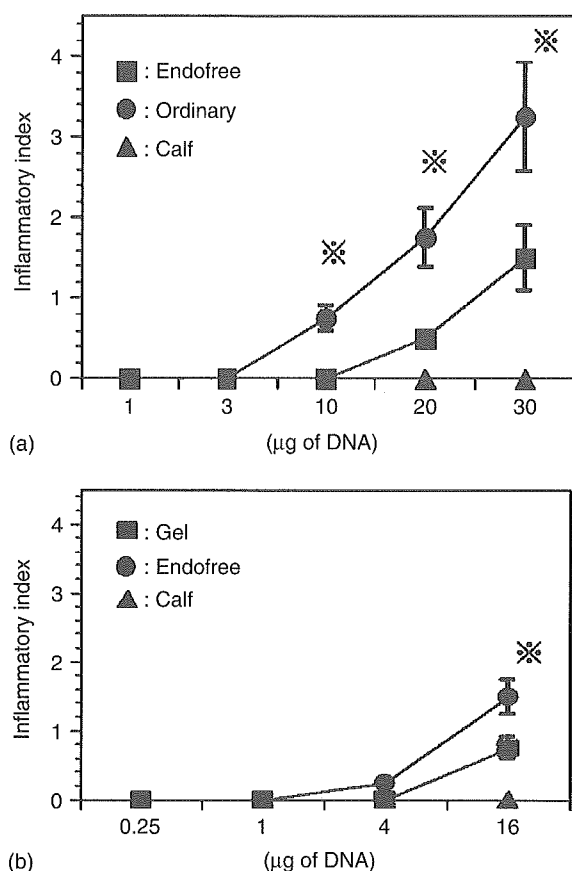 4
3
2
1
0
Inflammatory index
: Endofree
: Ordinary
: Calf
※
※
※
1 3 10 20 30
(a) (μg of DNA)
4
3
2
1
0
Inflammatory index
: Gel
: Endofree
: Calf
※
0.25 1 4 16
(b) (μg of DNA)